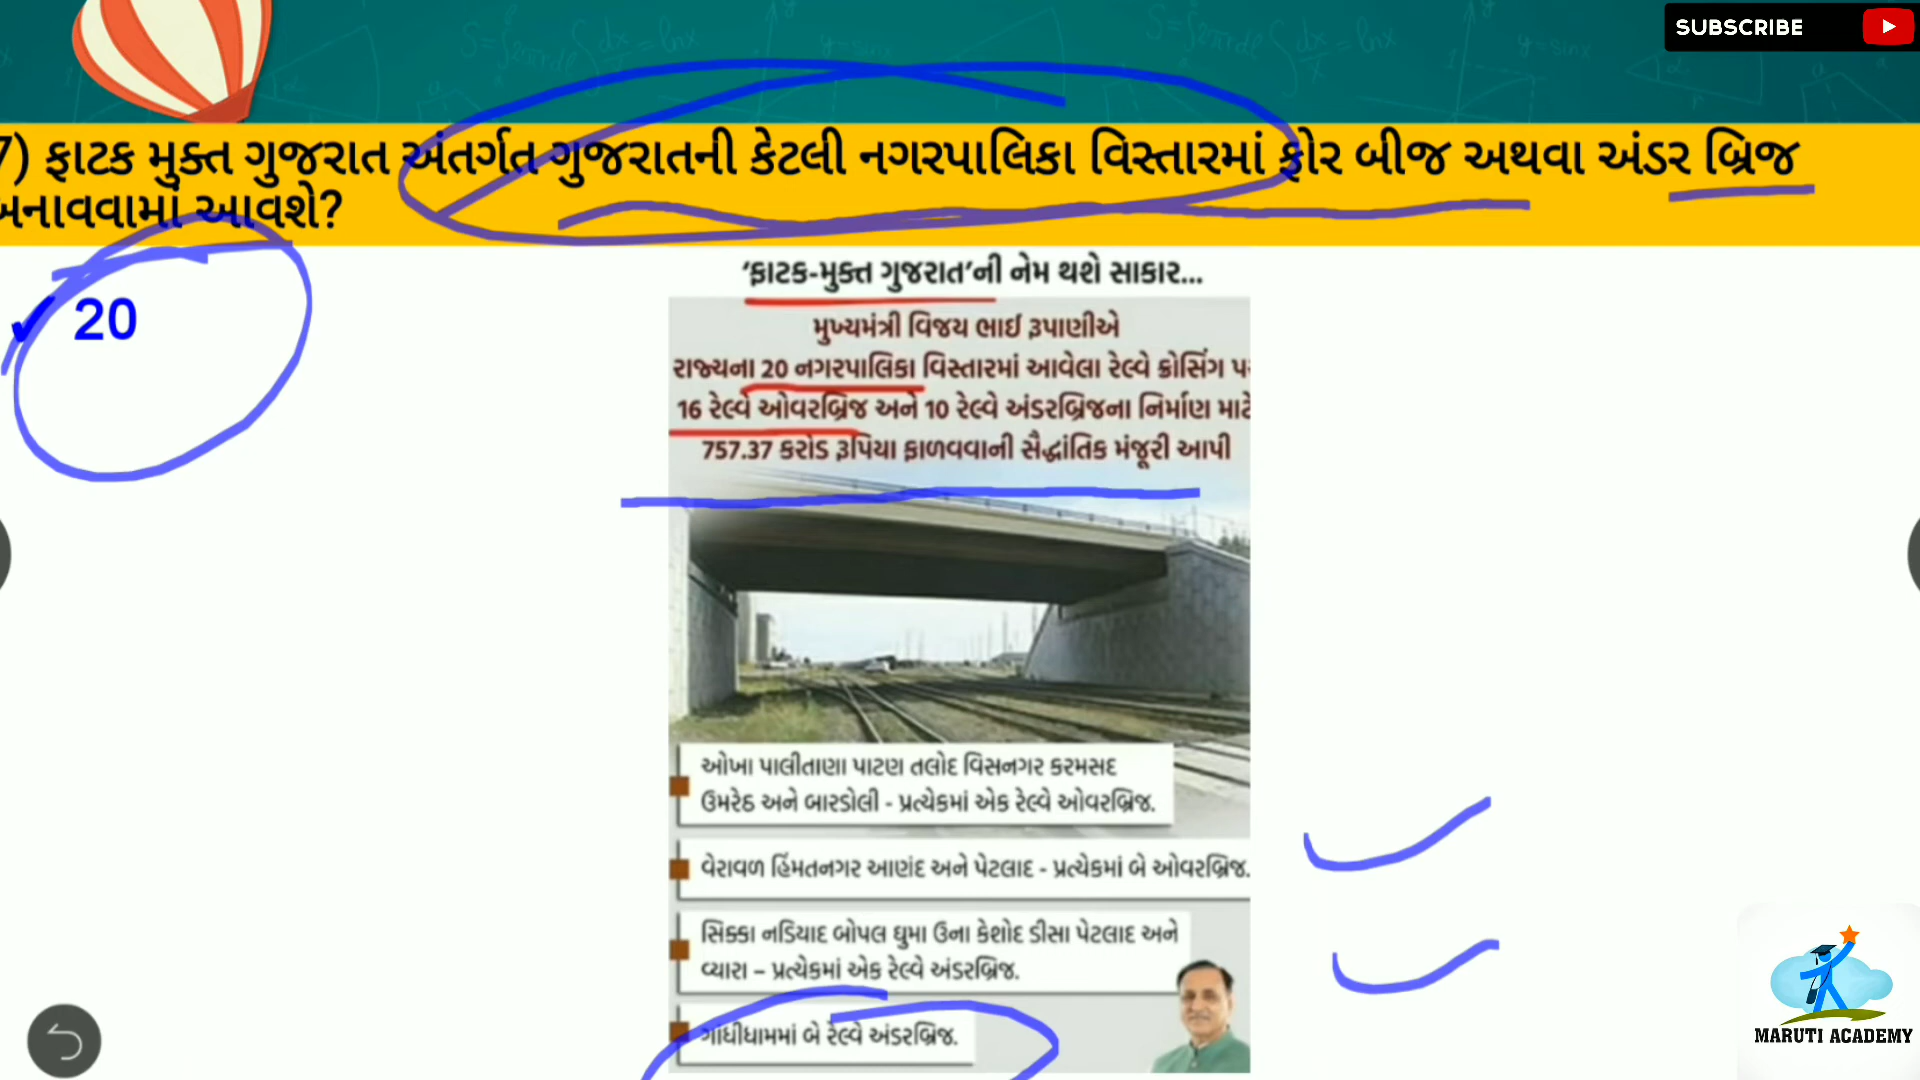 SUBSCRIBE
7) ફાટક મુક્ત ગુજરાત અંતર્ગત ગુજરાતની કેટલી નગરપાલિકા વિસ્તારમાં ફોર બીજ અથવા અંડર બ્રિજ
બનાવવામાં આવશે?
✓ 20
‘ફાટક-મુક્ત ગુજરાત’ની નેમ થશે સાકાર...
મુખ્યમંત્રી વિજય ભાઈ રૂપાણીએ
રાજ્યના 20 નગરપાલિકા વિસ્તારમાં આવેલા રેલ્વે ક્રોસિંગ પર
16 રેલ્વે ઓવરબ્રિજ અને 10 રેલ્વે અંડરબ્રિજના નિર્માણ માટે
757.37 કરોડ રૂપિયા ફાળવવાની સૈદ્ધાંતિક મંજૂરી આપી
ઓખા પાલીતાણા પાટણ તલોદ વિસનગર કરમસદ
ઉમરેઠ અને બારડોલી - પ્રત્યેકમાં એક રેલ્વે ઓવરબ્રિજ.
વેરાવળ હિંમતનગર આણંદ અને પેટલાદ - પ્રત્યેકમાં બે ઓવરબ્રિજ.
સિક્કા નડિયાદ બોપલ ઘુમા ઉના કેશોદ ડીસા પેટલાદ અને
વ્યારા – પ્રત્યેકમાં એક રેલ્વે અંડરબ્રિજ.
ગાંધીધામમાં બે રેલ્વે અંડરબ્રિજ.
MARUTI ACADEMY